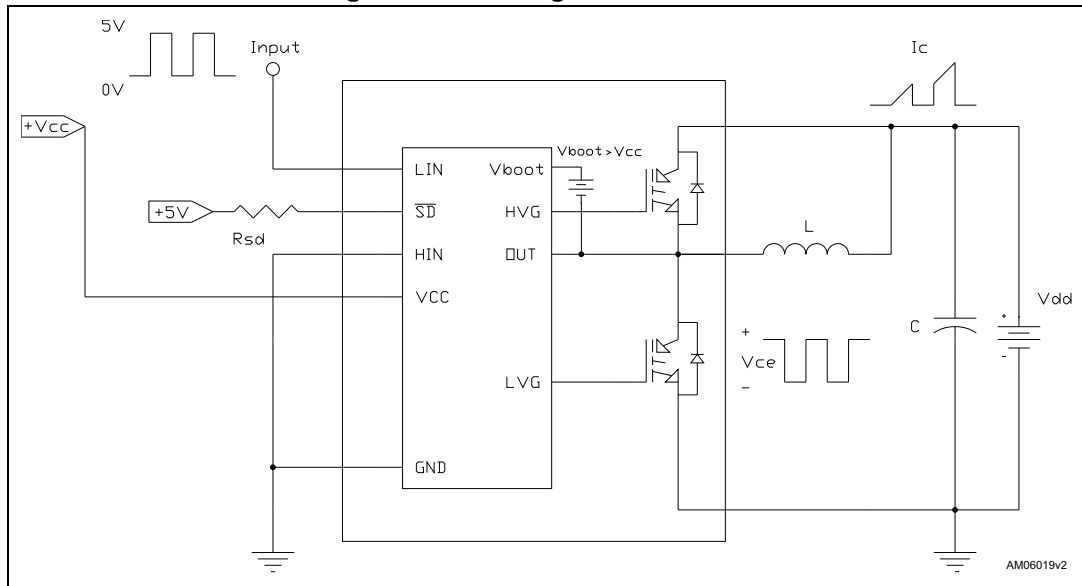 5V
0V
Input
Ic
+Vcc
Vboot>Vcc
LIN
Vboot
+5V
Rsd
SD
HVG
L
HIN
OUT
VCC
Vdd
C
+
-
+
Vce
-
LVG
GND
AM06019v2